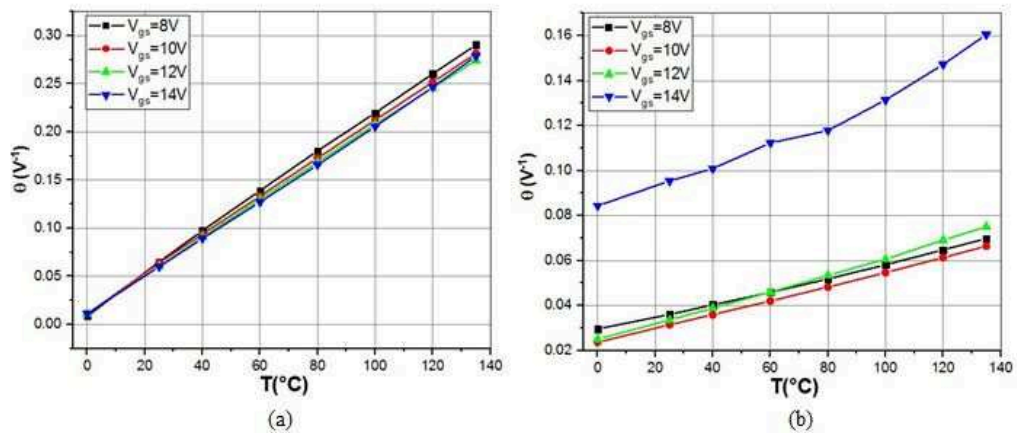 V_gs=8V
V_gs=10V
V_gs=12V
V_gs=14V
0.30
0.25
0.20
0.15
0.10
0.05
0.00
θ (V⁻¹)
0 20 40 60 80 100 120 140
T(°C)
(a)
V_gs=8V
V_gs=10V
V_gs=12V
V_gs=14V
0.16
0.14
0.12
0.10
0.08
0.06
0.04
0.02
θ (V⁻¹)
0 20 40 60 80 100 120 140
T(°C)
(b)